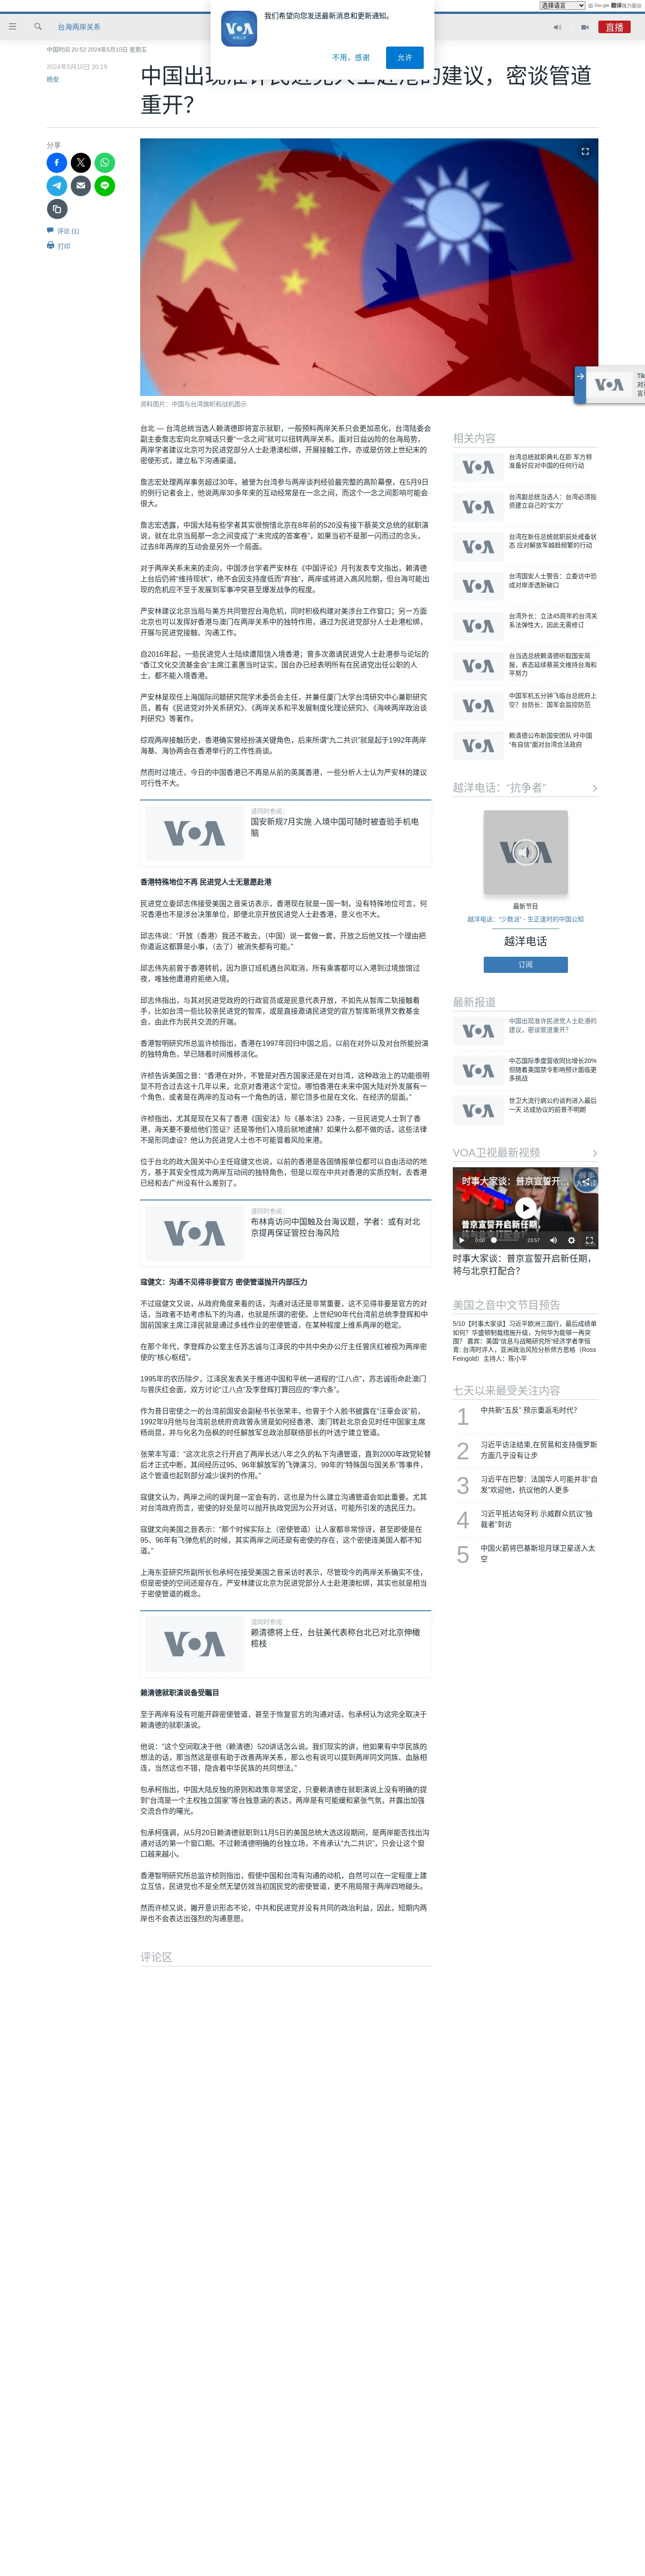 选择语言
由 Google 翻译强力驱动
我们希望向您发送最新消息和更新通知。
不用，感谢
允许
台海两岸关系
直播
中国时间 20:52 2024年5月10日 星期五
2024年5月10日 20:19
杨安
重开？
分享
评论 (1)
打印
资料图片：中国与台湾旗帜和战机图示
台北 — 台湾总统当选人赖清德即将宣示就职，一般预料两岸关系只会更加恶化，台湾陆委会
副主委詹志宏向北京喊话只要“一念之间”就可以扭转两岸关系。面对日益凶险的台海局势，
两岸学者建议北京可为民进党部分人士赴港澳松绑，开展接触工作，亦或是仿效上世纪末的
密使形式，建立私下沟通渠道。
詹志宏处理两岸事务超过30年，被誉为台湾参与两岸谈判经验最完整的高阶幕僚，在5月9日
的例行记者会上，他说两岸30多年来的互动经常是在一念之间，而这个一念之间影响可能会
很大。
詹志宏透露，中国大陆有些学者其实很惋惜北京在8年前的520没有接下蔡英文总统的就职演
说，就在北京当局那一念之间变成了“未完成的答案卷”，如果当初不是那一闪而过的念头，
过去8年两岸的互动会是另外一个局面。
对于两岸关系未来的走向，中国涉台学者严安林在《中国评论》月刊发表专文指出，赖清德
上台后仍将“维持现状”，绝不会因支持度低而“弃独”，两岸或将进入高风险期，但台海可能出
现的危机应不至于发展到军事冲突甚至爆发战争的程度。
严安林建议北京当局与美方共同管控台海危机，同时积极构建对美涉台工作窗口；另一方面
北京也可以发挥好香港与澳门在两岸关系中的独特作用，通过为民进党部分人士赴港松绑，
开展与民进党接触、沟通工作。
自2016年起，一些民进党人士陆续遭阻饶入境香港；曾多次邀请民进党人士赴港参与论坛的
“香江文化交流基金会”主席江素惠当时证实，国台办已经表明所有在民进党出任公职的人
士，都不能入境香港。
严安林是现任上海国际问题研究院学术委员会主任，并兼任厦门大学台湾研究中心兼职研究
员，着有《民进党对外关系研究》、《两岸关系和平发展制度化理论研究》、《海峡两岸政治谈
判研究》等著作。
综观两岸接触历史，香港确实曾经扮演关键角色，后来所谓“九二共识”就是起于1992年两岸
海基、海协两会在香港举行的工作性商谈。
然而时过境迁，今日的中国香港已不再是从前的英属香港，一些分析人士认为严安林的建议
可行性不大。
请同时参阅：
国安新规7月实施 入境中国可随时被查验手机电
脑
香港特殊地位不再 民进党人士无意愿赴港
民进党立委邱志伟接受美国之音采访表示，香港现在就是一国一制，没有特殊地位可言，何
况香港也不是涉台决策单位，即便北京开放民进党人士赴香港，意义也不大。
邱志伟说：“开放（香港）我还不敢去，（中国）说一套做一套，开放之后他又找一个理由把
你遣返这都算是小事，（去了）被消失都有可能。”
邱志伟先前曾于香港转机，因为原订班机遇台风取消，所有乘客都可以入港到过境旅馆过
夜，唯独他遭港府拒绝入境。
邱志伟指出，与其对民进党政府的行政官员或是民意代表开放，不如先从智库二轨接触着
手，比如台湾一些比较亲民进党的智库，或是直接邀请民进党的官方智库新境界文教基金
会，由此作为民共交流的开端。
香港智明研究所总监许桢指出，香港在1997年回归中国之后，以前在对外以及对台所能扮演
的独特角色，早已随着时间推移淡化。
许桢告诉美国之音：“香港在对外，不管是对西方国家还是在对台湾，这种政治上的功能很明
显不符合过去这十几年以来，北京对香港这个定位。哪怕香港在未来中国大陆对外发展有一
个角色，或者是在两岸的互动有一个角色的话，那它顶多也是在文化、在经济的层面。”
许桢指出，尤其是现在又有了香港《国安法》与《基本法》23条，一旦民进党人士到了香
港，海关要不要给他们签证？还是等他们入境后就地逮捕？如果什么都不做的话，这些法律
不是形同虚设？他认为民进党人士也不可能冒着风险来港。
位于台北的政大国关中心主任寇健文也说，以前的香港是各国情报单位都可以自由活动的地
方，基于其安全性成为两岸互动间的独特角色，但是以现在中共对香港的实质操控，去香港
已经和去广州没有什么差别了。
请同时参阅：
布林肯访问中国触及台海议题，学者：或有对北
京提再保证管控台海风险
寇健文：沟通不见得非要官方 密使管道抛开内部压力
不过寇健文又说，从政府角度来看的话，沟通对话还是非常重要，这不见得非要是官方的对
话，当政者不妨考虑私下的沟通，也就是所谓的密使。上世纪90年代台湾前总统李登辉和中
国前国家主席江泽民就是通过多线作业的密使管道，在某种程度上维系两岸的稳定。
在那个年代，李登辉办公室主任苏志诚与江泽民的中共中央办公厅主任曾庆红被视为两岸密
使的“核心枢纽”。
1995年的农历除夕，江泽民发表关于推进中国和平统一进程的“江八点”，苏志诚衔命赴澳门
与曾庆红会面，双方讨论“江八点”及李登辉打算回应的“李六条”。
作为昔日密使之一的台湾前国安会副秘书长张荣丰，也曾于个人脸书披露在“汪辜会谈”前，
1992年9月他与台湾前总统府资政曾永贤是如何经香港、澳门转赴北京会见时任中国家主席
杨尚昆，并与化名为岳枫的时任解放军总政治部联络部长的叶选宁建立管道。
张荣丰写道：“这次北京之行开启了两岸长达八年之久的私下沟通管道，直到2000年政党轮替
后才正式中断，其间经历过95、96年解放军的飞弹演习、99年的“特殊国与国关系”等事件，
这个管道也起到部分减少误判的作用。”
寇健文认为，两岸之间的误判是一定会有的，这也是为什么建立沟通管道会如此重要。尤其
对台湾政府而言，密使的好处是可以抛开执政党因为公开对话，可能所引发的选民压力。
寇健文向美国之音表示：“那个时候实际上（密使管道）让人家都非常惊讶，甚至即使是在
95、96年有飞弹危机的时候，其实两岸之间还是有密使的存在，这个密使连美国人都不知
道。”
上海东亚研究所副所长包承柯在接受美国之音采访时表示，尽管现今的两岸关系确实不佳，
但是密使的空间还是存在，严安林建议北京为民进党部分人士赴港澳松绑，其实也就是相当
于密使管道的概念。
请同时参阅：
赖清德将上任，台驻美代表称台北已对北京伸橄
榄枝
赖清德就职演说备受瞩目
至于两岸有没有可能开辟密使管道，甚至于恢复官方的沟通对话，包承柯认为这完全取决于
赖清德的就职演说。
他说：“这个空间取决于他（赖清德）520讲话怎么说。我们现实的讲，他如果有中华民族的
想法的话，那当然这是很有助于改善两岸关系，那么也有说可以提到两岸同文同族、血脉相
连，当然这也不错，隐含着中华民族的共同想法。”
包承柯指出，中国大陆反独的原则和政策非常坚定，只要赖清德在就职演说上没有明确的提
到“台湾是一个主权独立国家”等台独意涵的表达，两岸是有可能缓和紧张气氛，并露出加强
交流合作的曙光。
包承柯强调，从5月20日赖清德就职到11月5日的美国总统大选这段期间，是两岸能否找出沟
通对话的第一个窗口期。不过赖清德明确的台独立场，不肯承认“九二共识”，只会让这个窗
口越来越小。
香港智明研究所总监许桢则指出，假使中国和台湾有沟通的动机，自然可以在一定程度上建
立互信，民进党也不是全然无望仿效当初国民党的密使管道，更不用局限于两岸四地碰头。
然而许桢又说，撇开意识形态不论，中共和民进党并没有共同的政治利益，因此，短期内两
岸也不会表达出强烈的沟通意愿。
评论区
相关内容
台湾总统就职典礼在即 军方称
准备好应对中国的任何行动
台湾副总统当选人：台湾必须投
资建立自己的“实力”
台湾在新任总统就职前处戒备状
态 应对解放军越趋频繁的行动
台湾国安人士警告：立委访中恐
成对岸渗透新破口
台湾外长：立法45周年的台湾关
系法弹性大，因此无需修订
台当选总统赖清德听取国安简
报，表态延续蔡英文维持台海和
平努力
中国军机五分钟飞临台总统府上
空？台防长：国军会监控防范
赖清德公布新国安团队 吁中国
“有自信”面对台湾合法政府
越洋电话：“抗争者”
最新节目
越洋电话：“少数派” - 生正逢时的中国公知
越洋电话
订阅
最新报道
中国出现准许民进党人士赴港的
建议，密谈管道重开？
中芯国际季度营收同比增长20%
但随着美国禁令影响预计面临更
多挑战
世卫大流行病公约谈判进入最后
一天 达成协议的前景不明朗
VOA卫视最新视频
时事大家谈：普京宣誓开...
普京宣誓开启新任期，
0:00
23:57
时事大家谈：普京宣誓开启新任期，
将与北京打配合？
美国之音中文节目预告
5/10【时事大家谈】习近平欧洲三国行，最后成绩单
如何？华盛顿制裁措施升级，为何华为能够一再突
围？ 嘉宾：美国“信息与战略研究所”经济学者李恒
青; 台湾时评人，亚洲政治风险分析师方恩格（Ross
Feingold）主持人：陈小平
七天以来最受关注内容
1 中共新“五反” 预示重返毛时代？
2 习近平访法结束,在贸易和支持俄罗斯
方面几乎没有让步
3 习近平在巴黎：法国华人可能并非“自
发”欢迎他，抗议他的人更多
4 习近平抵达匈牙利 示威群众抗议“独
裁者”到访
5 中国火箭将巴基斯坦月球卫星送入太
空